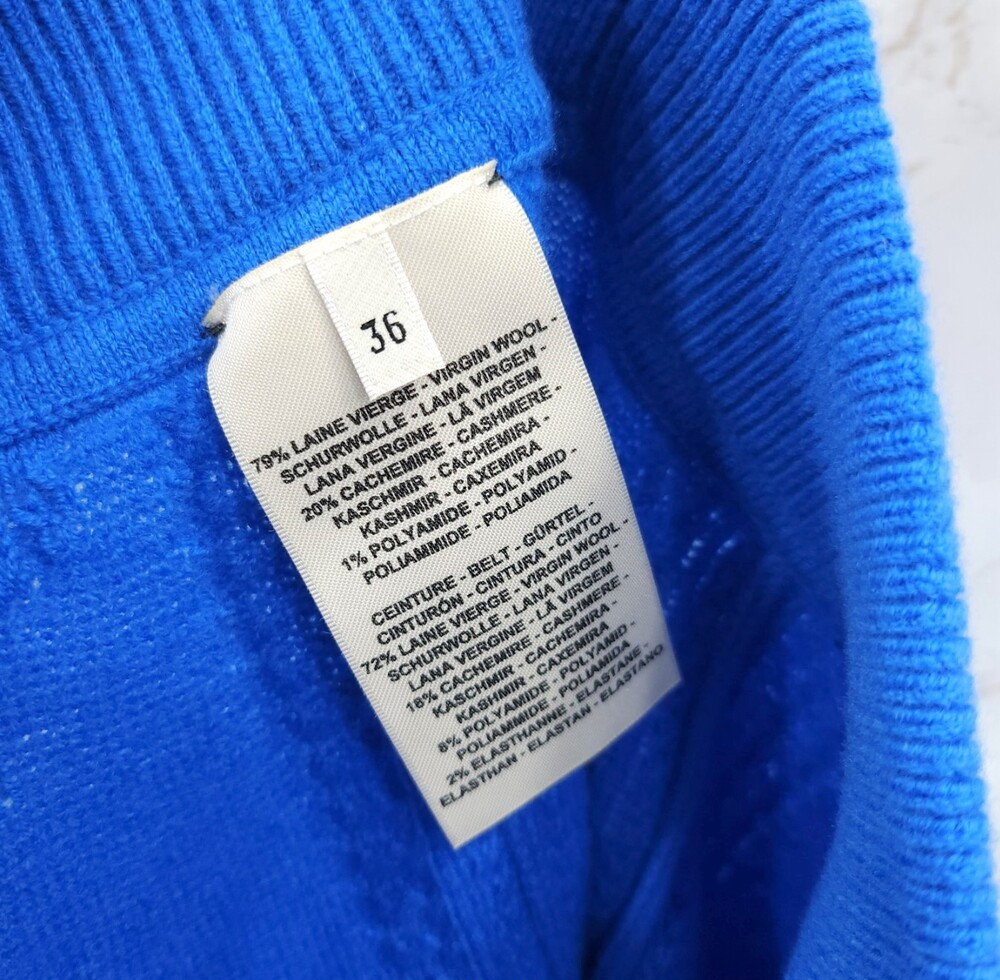 36
79% LAINE VIERGE - VIRGIN WOOL -
SCHURWOLLE - LANA VIRGEN -
LANA VERGINE - LÃ VIRGEM
20% CACHEMIRE - CASHMERE -
KASCHMIR - CACHEMIRA -
KASHMIR - CAXEMIRA
1% POLYAMIDE - POLYAMID -
POLIAMMIDE - POLIAMIDA
CEINTURE - BELT - GÜRTEL -
CINTURÓN - CINTURA - CINTO
72% LAINE VIERGE - VIRGIN WOOL -
SCHURWOLLE - LANA VIRGEN -
LANA VERGINE - LÃ VIRGEM
18% CACHEMIRE - CASHMERE -
KASCHMIR - CACHEMIRA -
KASHMIR - CAXEMIRA
8% POLYAMIDE - POLYAMID -
POLIAMMIDE - POLIAMIDA
2% ELASTHANNE - ELASTANE -
ELASTHAN - ELASTAN - ELASTANO